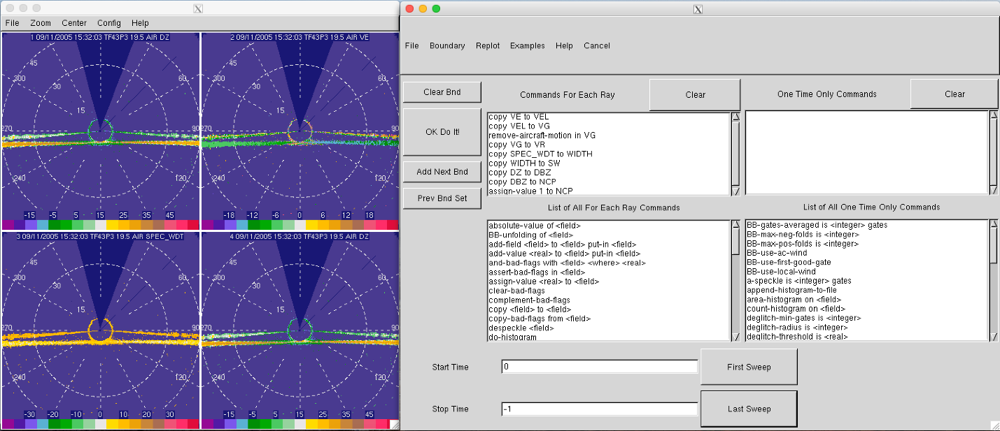 File Zoom Center Config Help
1 09/11/2005 15:32:03 TF43P3 19.5 AIR DZ
45
300
30
60
15
270
90
240
120
-15 -5 5 15 25 35 45
2 09/11/2005 15:32:03 TF43P3 19.5 AIR VE
45
300
30
60
15
270
90
240
120
-18 -12 -6 0 6 12 18
3 09/11/2005 15:32:03 TF43P3 19.5 AIR SPEC_WDT
45
300
30
60
15
270
90
240
120
-30 -20 -10 0 10 20 30
4 09/11/2005 15:32:03 TF43P3 19.5 AIR DZ
45
300
30
60
15
270
90
240
120
-15 -5 5 15 25 35 45
X
File Boundary Replot Examples Help Cancel
Clear Bnd
OK Do It!
Add Next Bnd
Prev Bnd Set
Commands For Each Ray
Clear
copy VE to VEL
copy VEL to VG
remove-aircraft-motion in VG
copy VG to VR
copy SPEC_WDT to WIDTH
copy WIDTH to SW
copy DZ to DBZ
copy DBZ to NCP
assign-value 1 to NCP
One Time Only Commands
Clear
List of All For Each Ray Commands
absolute-value of <field>
BB-unfolding of <field>
add-field <field> to <field> put-in <field>
add-value <real> to <field> put-in <field>
and-bad-flags with <field> <where> <real>
assert-bad-flags in <field>
assign-value <real> to <field>
clear-bad-flags
complement-bad-flags
copy <field> to <field>
copy-bad-flags from <field>
despeckle <field>
do-histogram
List of All One Time Only Commands
BB-gates-averaged is <integer> gates
BB-max-neg-folds is <integer>
BB-max-pos-folds is <integer>
BB-use-ac-wind
BB-use-first-good-gate
BB-use-local-wind
a-speckle is <integer> gates
append-histogram-to-file
area-histogram on <field>
count-histogram on <field>
deglitch-min-gates is <integer>
deglitch-radius is <integer>
deglitch-threshold is <real>
Start Time 0 First Sweep
Stop Time -1 Last Sweep